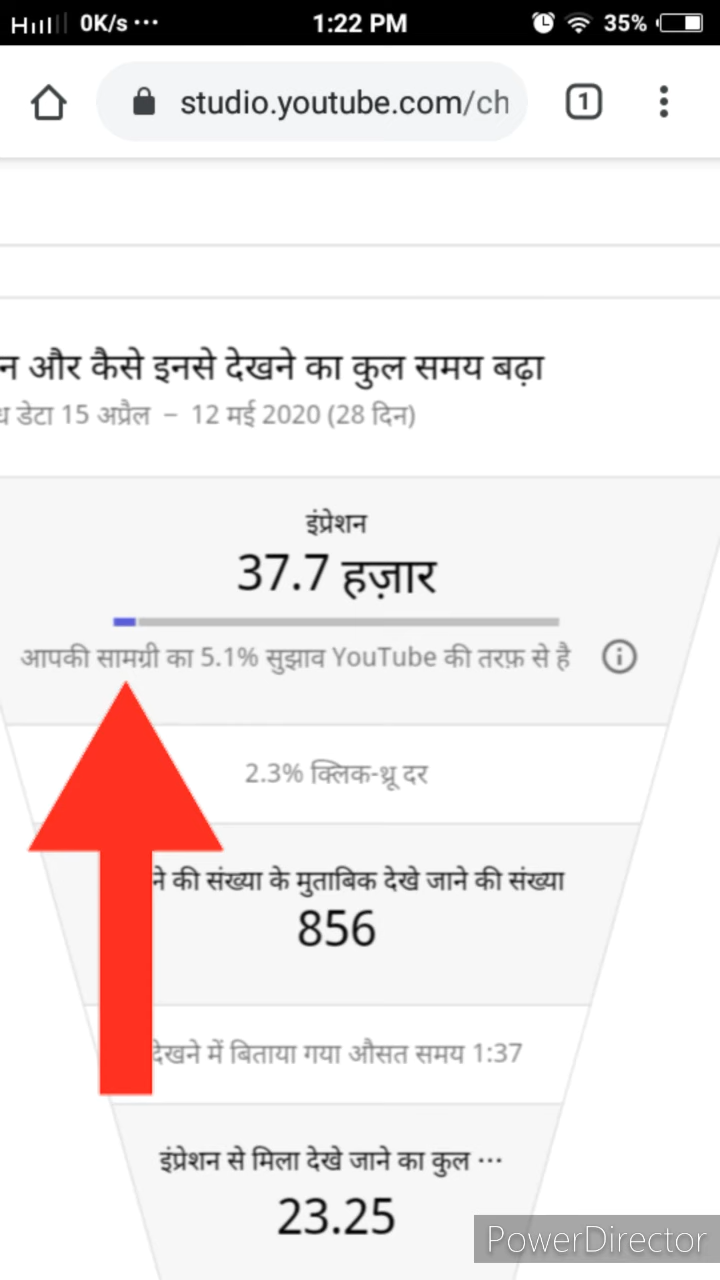 0K/s ...
1:22 PM
35%
studio.youtube.com/ch
1
और कैसे इनसे देखने का कुल समय बढ़ा
डेटा 15 अप्रैल – 12 मई 2020 (28 दिन)
इंप्रेशन
37.7 हज़ार
आपकी सामग्री का 5.1% सुझाव YouTube की तरफ़ से है
2.3% क्लिक-थ्रू दर
की संख्या के मुताबिक देखे जाने की संख्या
856
देखने में बिताया गया औसत समय 1:37
इंप्रेशन से मिला देखे जाने का कुल ...
23.25
PowerDirector